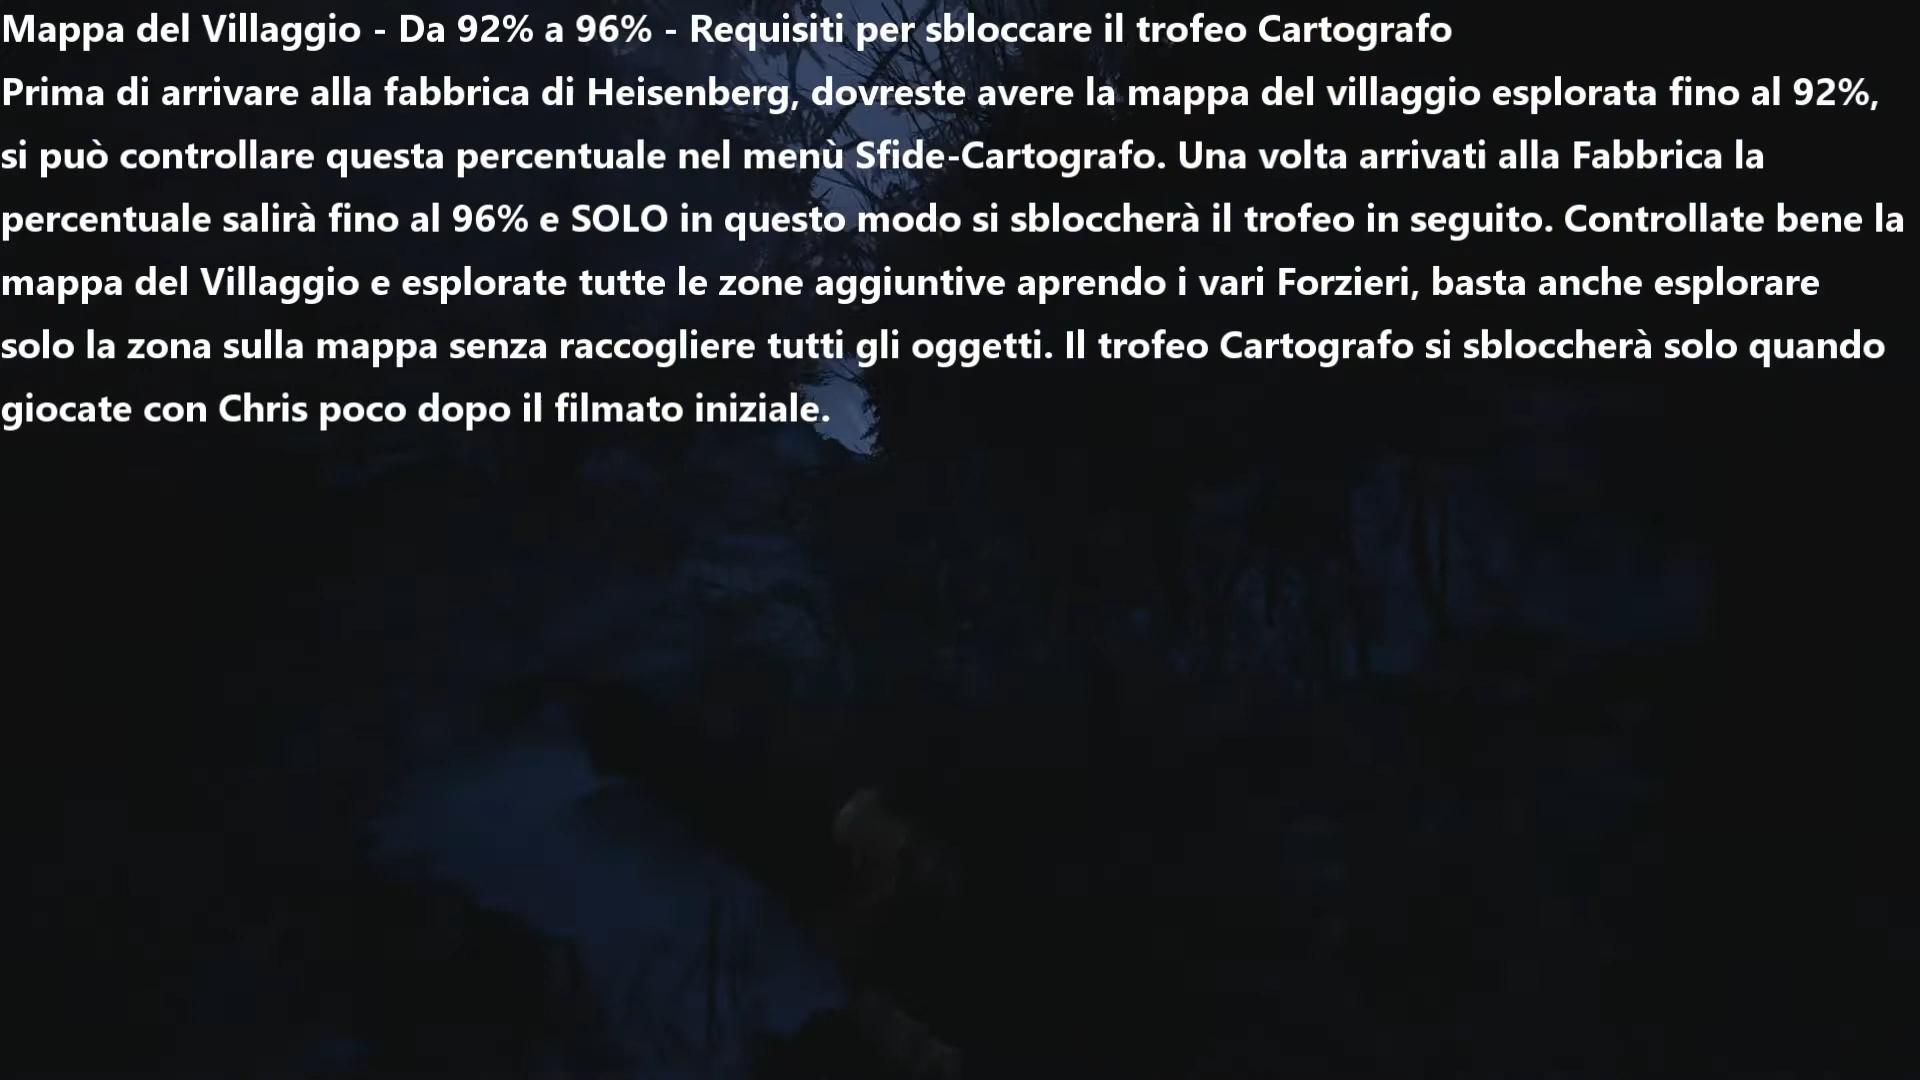 Mappa del Villaggio - Da 92% a 96% - Requisiti per sbloccare il trofeo Cartografo
Prima di arrivare alla fabbrica di Heisenberg, dovreste avere la mappa del villaggio esplorata fino al 92%,
si può controllare questa percentuale nel menù Sfide-Cartografo. Una volta arrivati alla Fabbrica la
percentuale salirà fino al 96% e SOLO in questo modo si sbloccherà il trofeo in seguito. Controllate bene la
mappa del Villaggio e esplorate tutte le zone aggiuntive aprendo i vari Forzieri, basta anche esplorare
solo la zona sulla mappa senza raccogliere tutti gli oggetti. Il trofeo Cartografo si sbloccherà solo quando
giocate con Chris poco dopo il filmato iniziale.